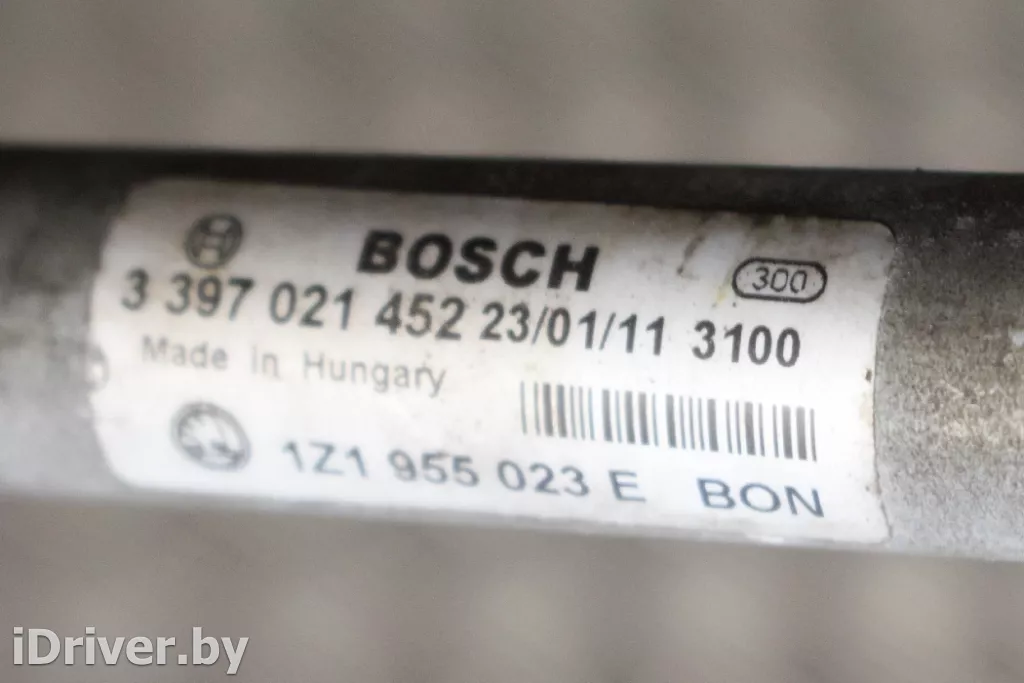 BOSCH 300
3 397 021 452 23/01/11 3100
Made in Hungary
1Z1 955 023 E BON
iDriver.by